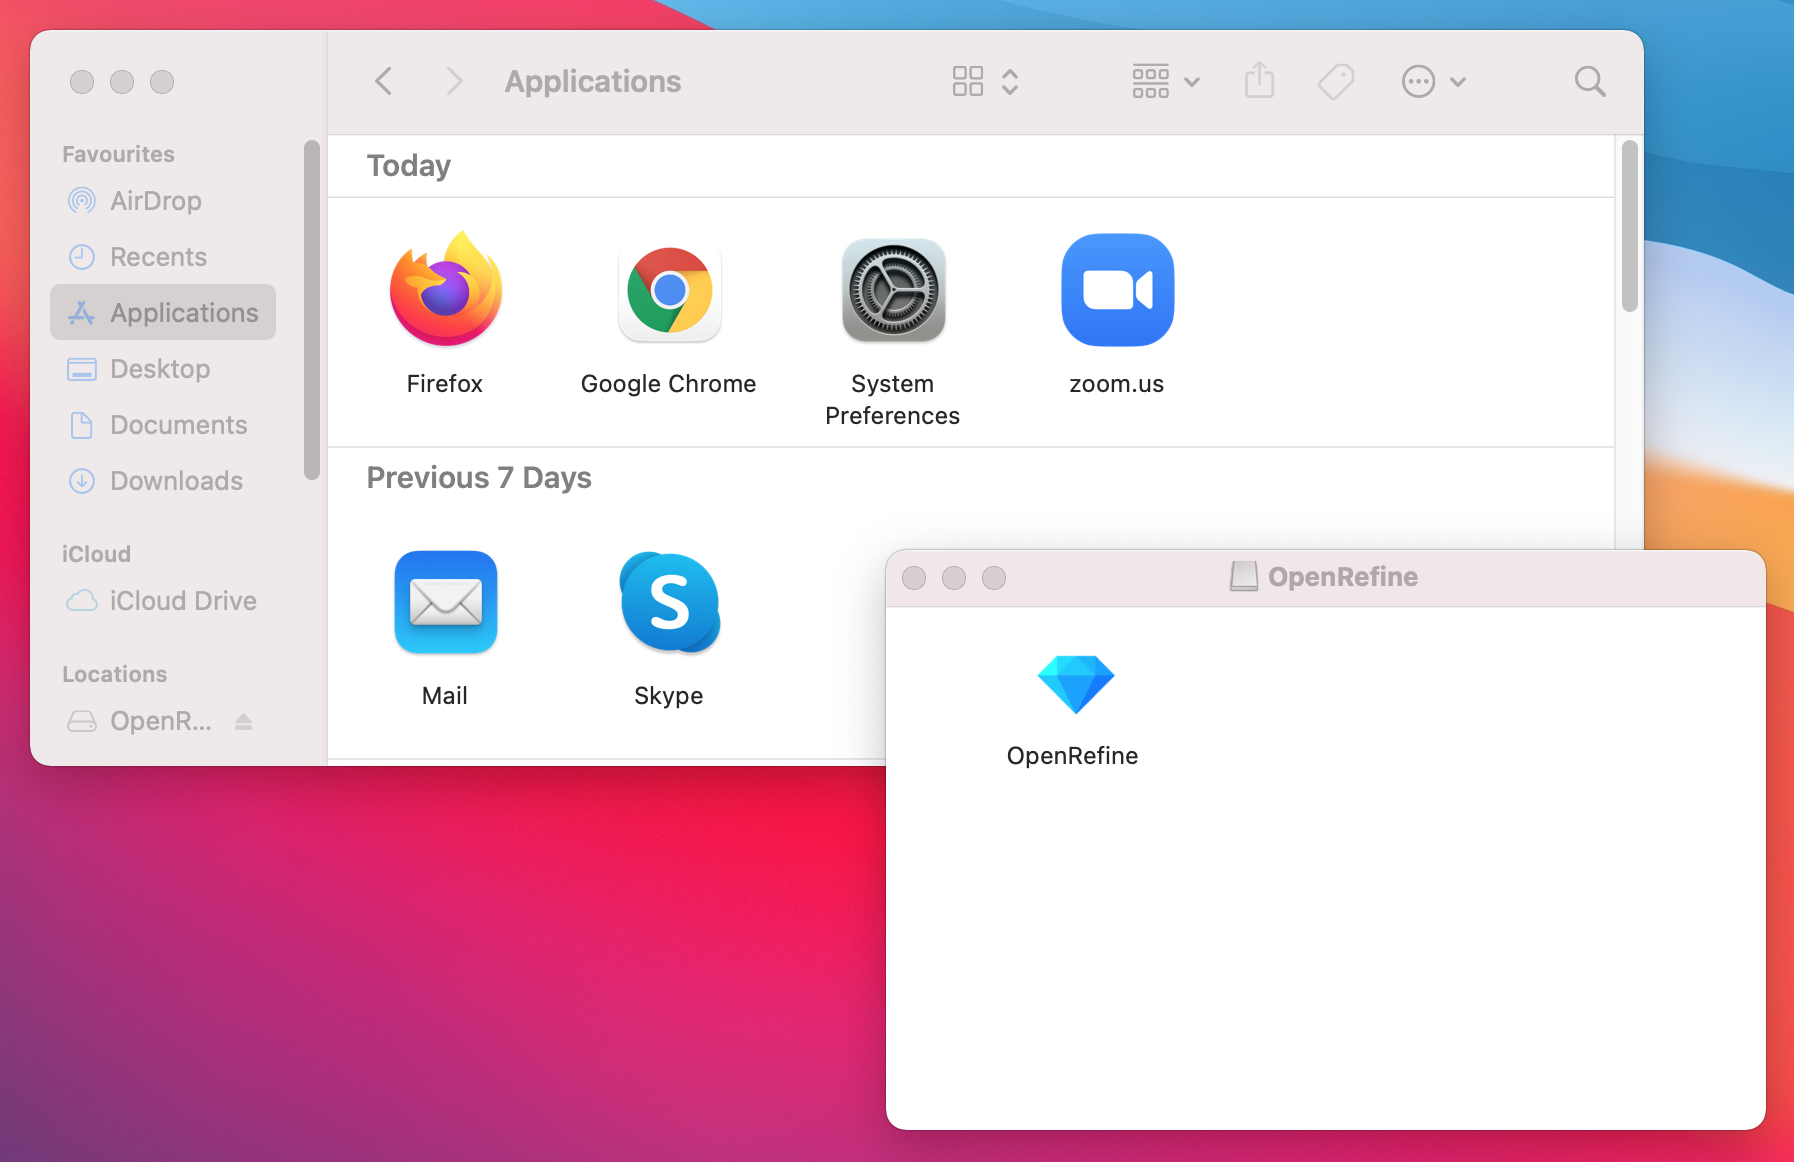 Applications
Favourites
AirDrop
Recents
Applications
Desktop
Documents
Downloads
iCloud
iCloud Drive
Locations
OpenR...
Today
Firefox
Google Chrome
System
Preferences
zoom.us
Previous 7 Days
Mail
S
Skype
OpenRefine
OpenRefine